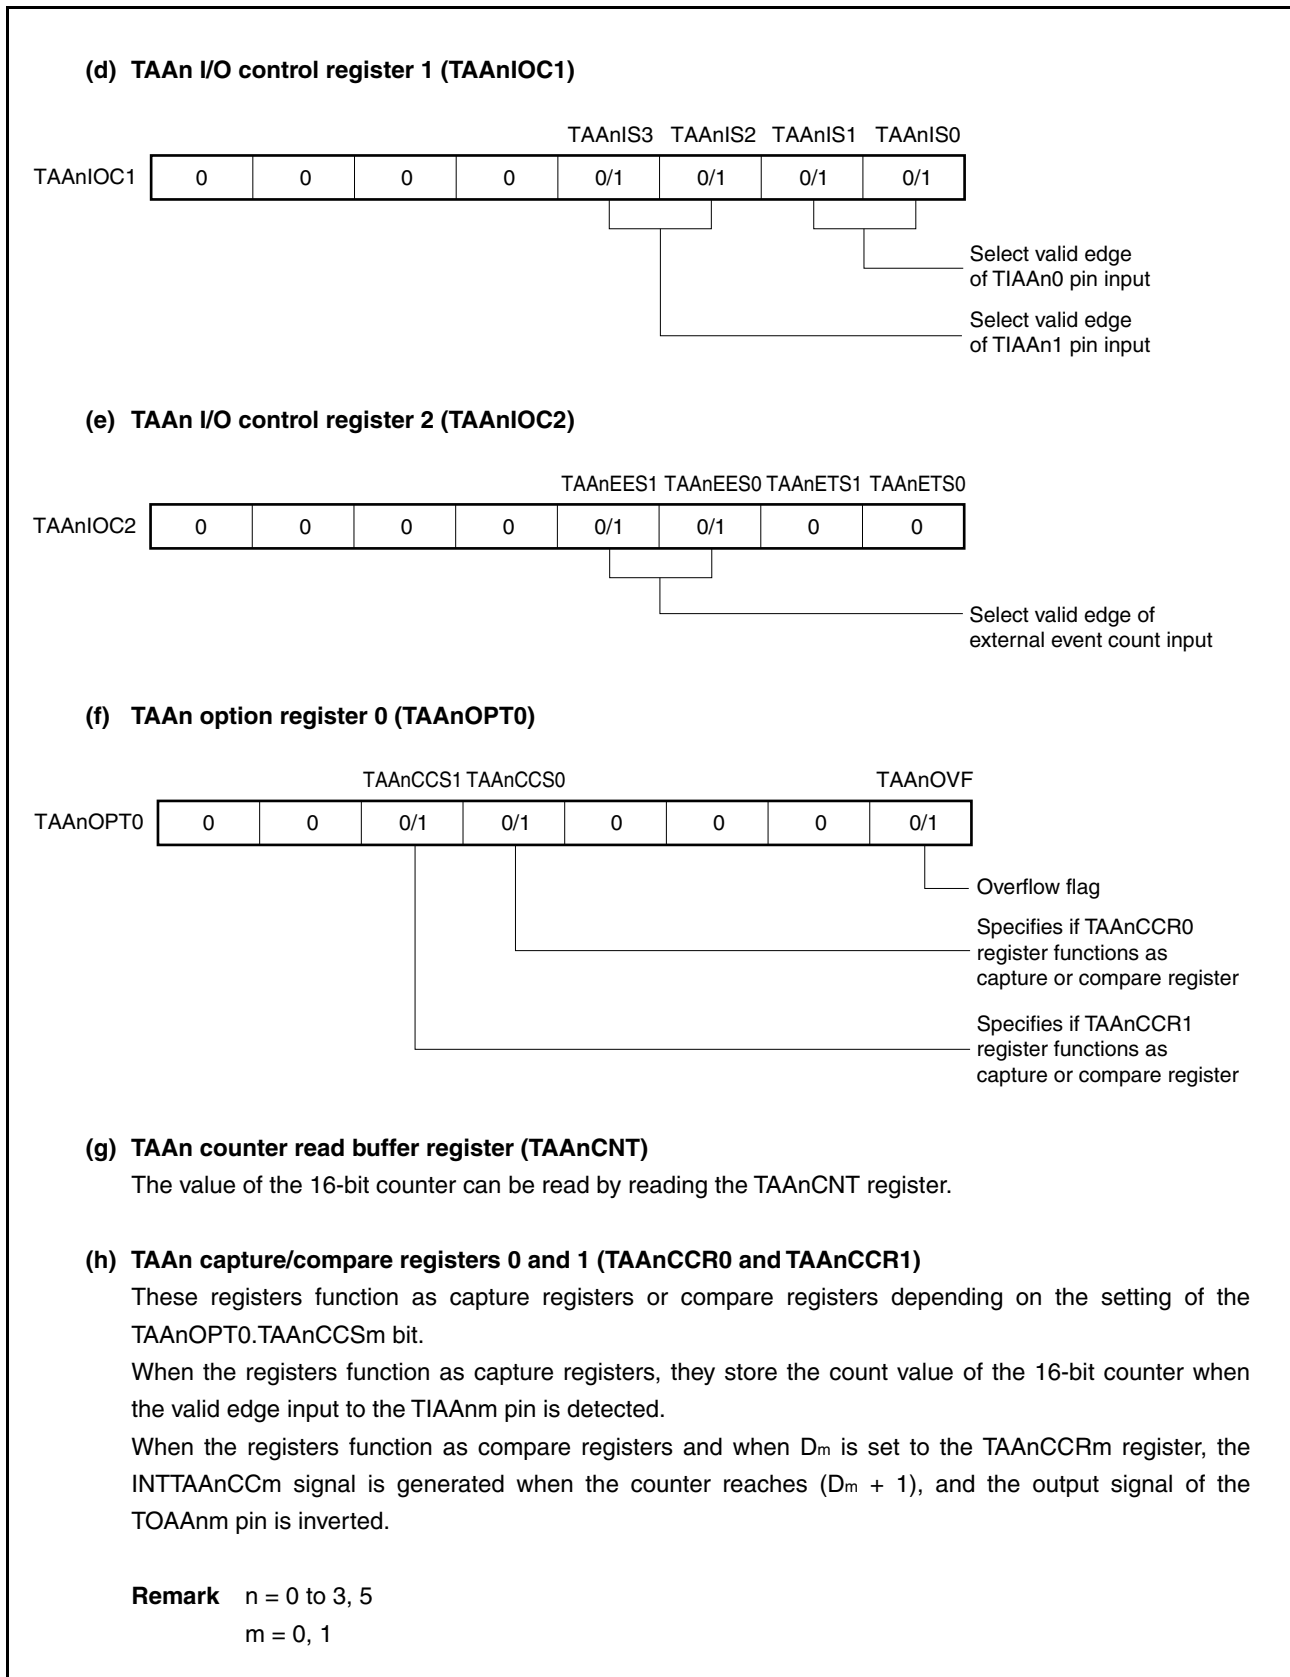 (d) TAAn I/O control register 1 (TAAnIOC1)
TAAnIS3 TAAnIS2 TAAnIS1 TAAnIS0
TAAnIOC1 0 0 0 0 0/1 0/1 0/1 0/1
Select valid edge
of TIAAn0 pin input
Select valid edge
of TIAAn1 pin input
(e) TAAn I/O control register 2 (TAAnIOC2)
TAAnEES1 TAAnEES0 TAAnETS1 TAAnETS0
TAAnIOC2 0 0 0 0 0/1 0/1 0 0
Select valid edge of
external event count input
(f) TAAn option register 0 (TAAnOPT0)
TAAnCCS1 TAAnCCS0 TAAnOVF
TAAnOPT0 0 0 0/1 0/1 0 0 0 0/1
Overflow flag
Specifies if TAAnCCR0
register functions as
capture or compare register
Specifies if TAAnCCR1
register functions as
capture or compare register
(g) TAAn counter read buffer register (TAAnCNT)
The value of the 16-bit counter can be read by reading the TAAnCNT register.
(h) TAAn capture/compare registers 0 and 1 (TAAnCCR0 and TAAnCCR1)
These registers function as capture registers or compare registers depending on the setting of the
TAAnOPT0.TAAnCCSm bit.
When the registers function as capture registers, they store the count value of the 16-bit counter when
the valid edge input to the TIAAnm pin is detected.
When the registers function as compare registers and when Dm is set to the TAAnCCRm register, the
INTTAAnCCm signal is generated when the counter reaches (Dm + 1), and the output signal of the
TOAAnm pin is inverted.
Remark n = 0 to 3, 5
m = 0, 1